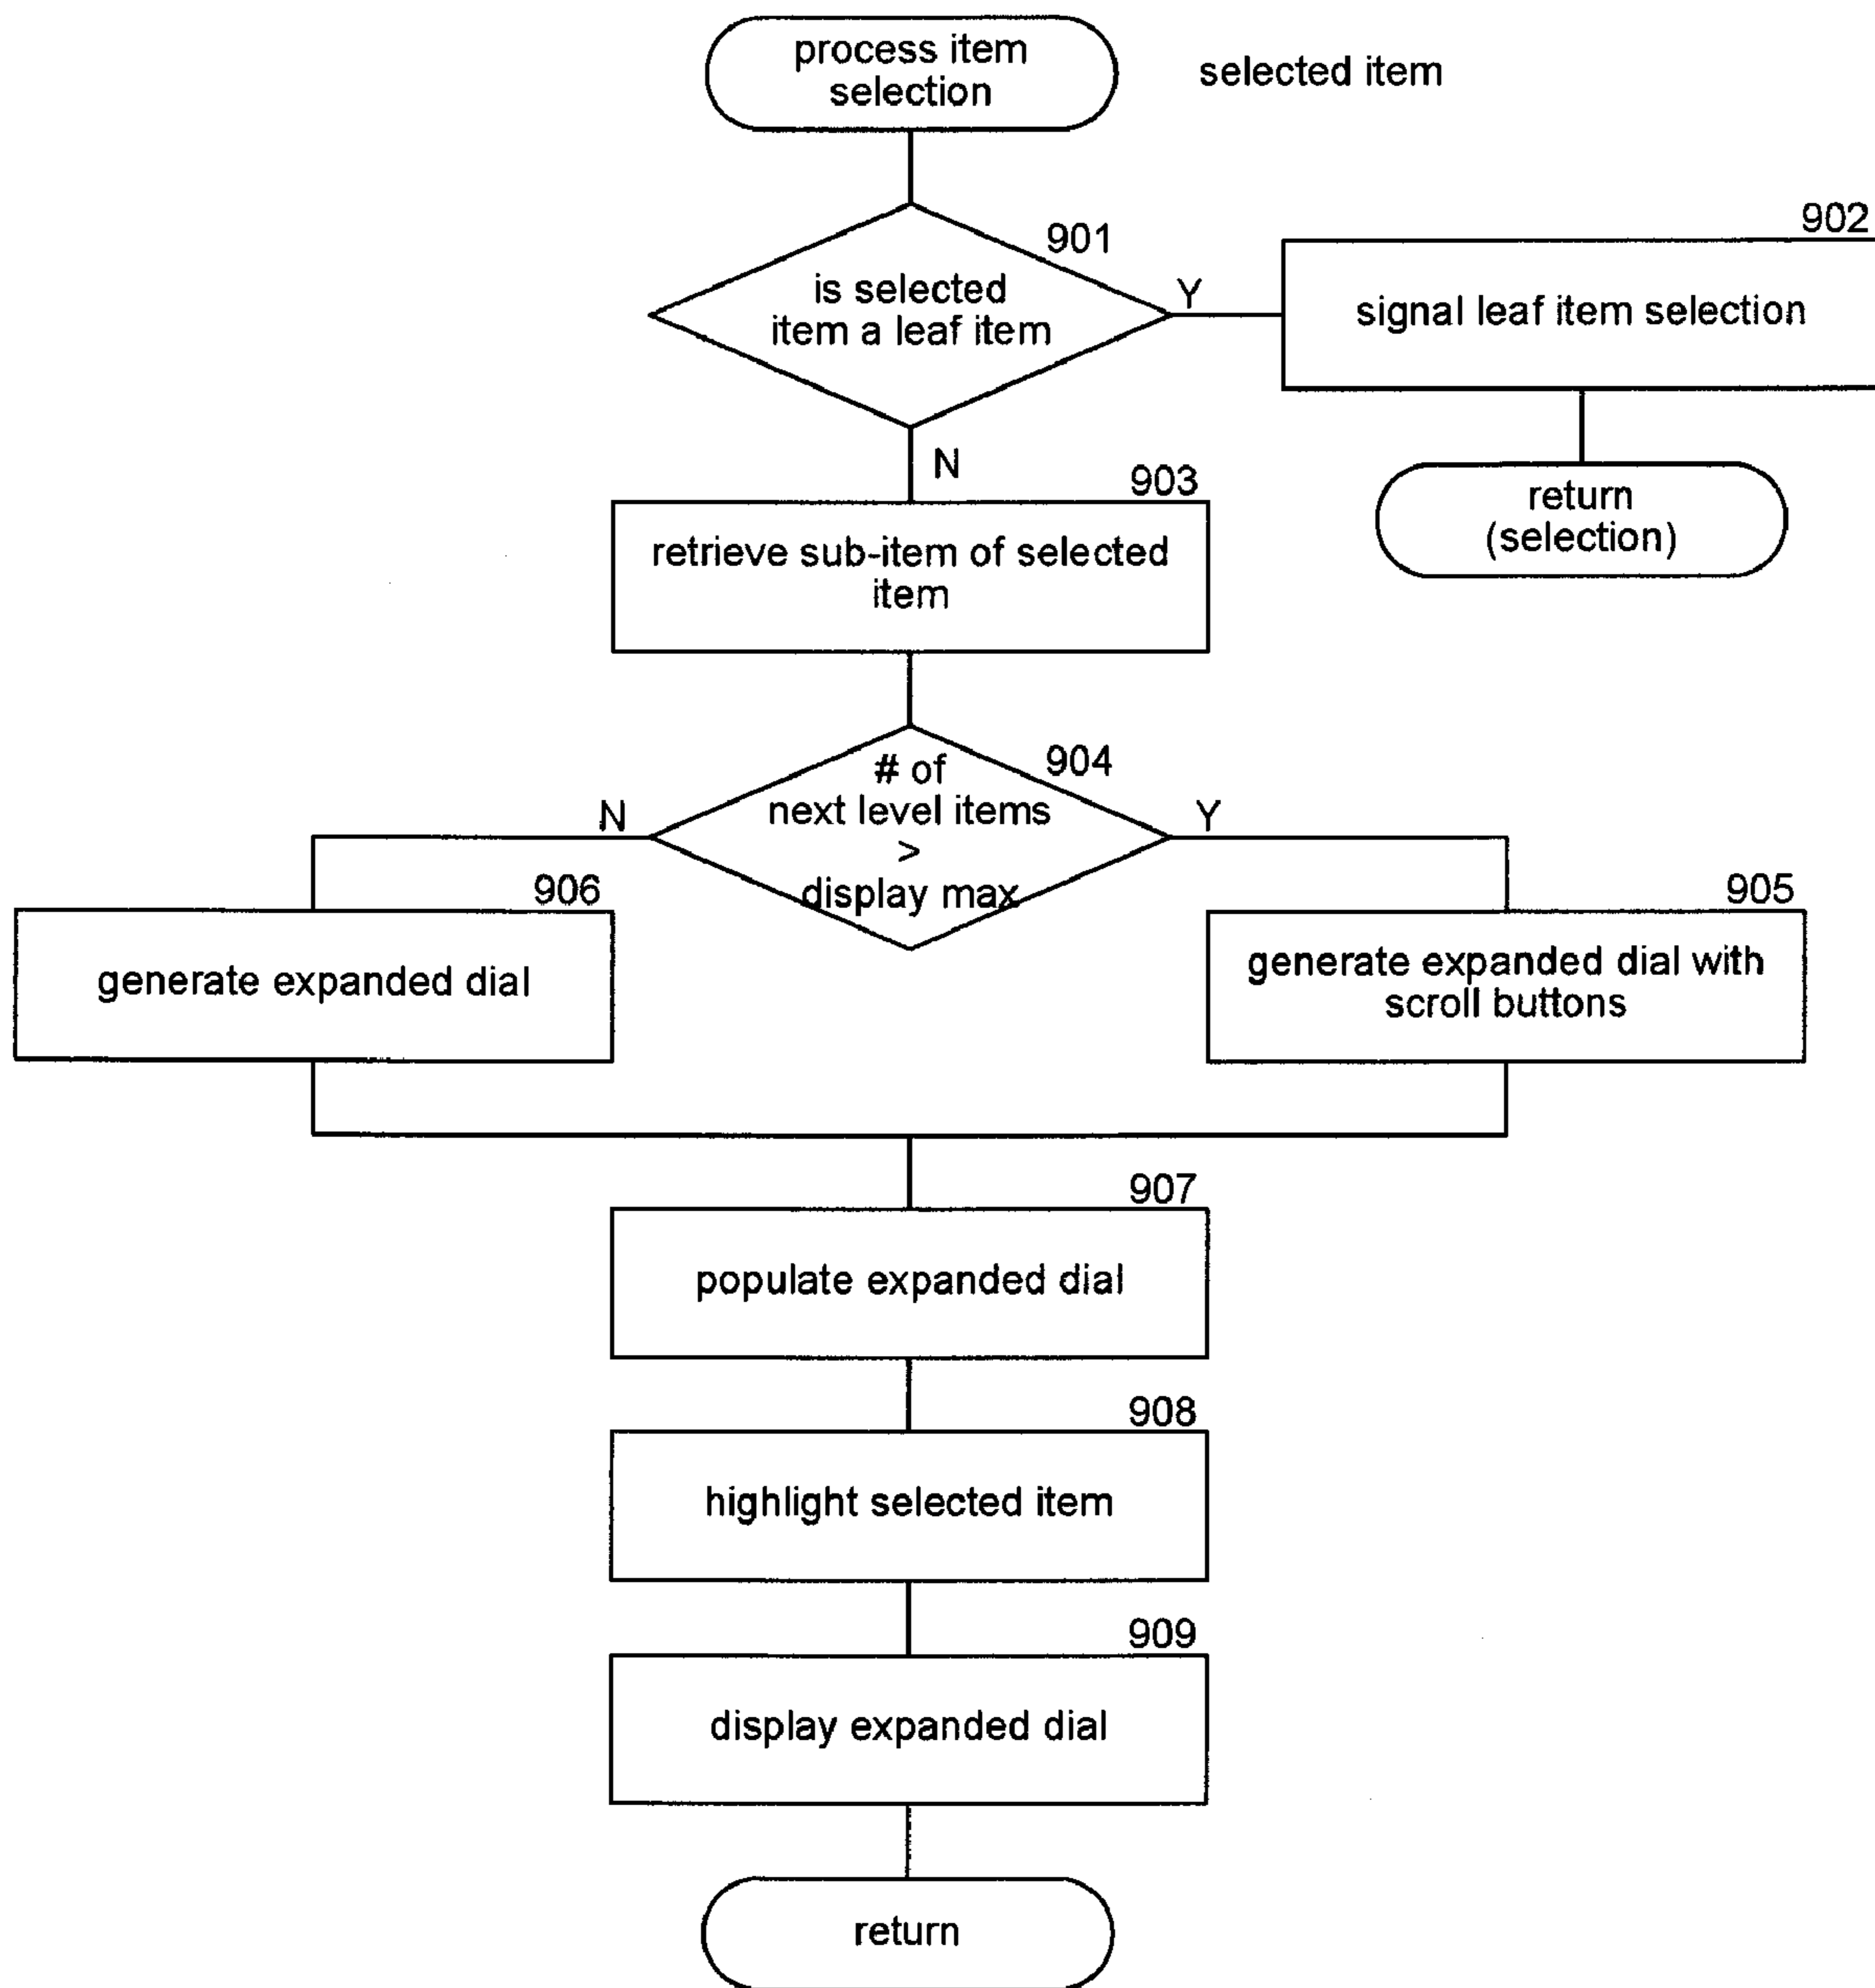 process item
selection
selected item
901
is selected
item a leaf item
Y
902
signal leaf item selection
return
(selection)
N
903
retrieve sub-item of selected
item
904
# of
next level items
>
display max
N
Y
906
generate expanded dial
905
generate expanded dial with
scroll buttons
907
populate expanded dial
908
highlight selected item
909
display expanded dial
return